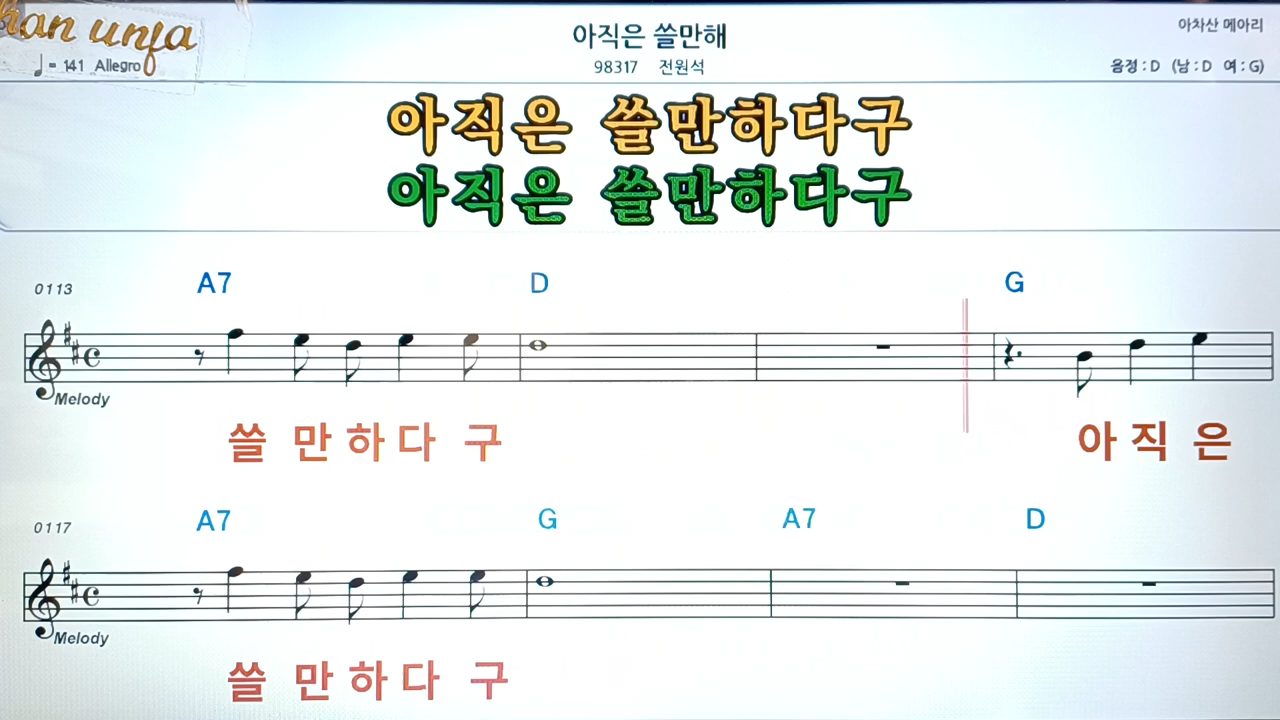 han unfa
아직은 쓸만해
아차산 메아리
♩= 141 Allegro
98317 전원석
음정 : D (남 : D 여 : G)
아직은 쓸만하다구
아직은 쓸만하다구
0113 A7 D G
Melody
쓸 만 하 다 구 아 직 은
0117 A7 G A7 D
Melody
쓸 만 하 다 구